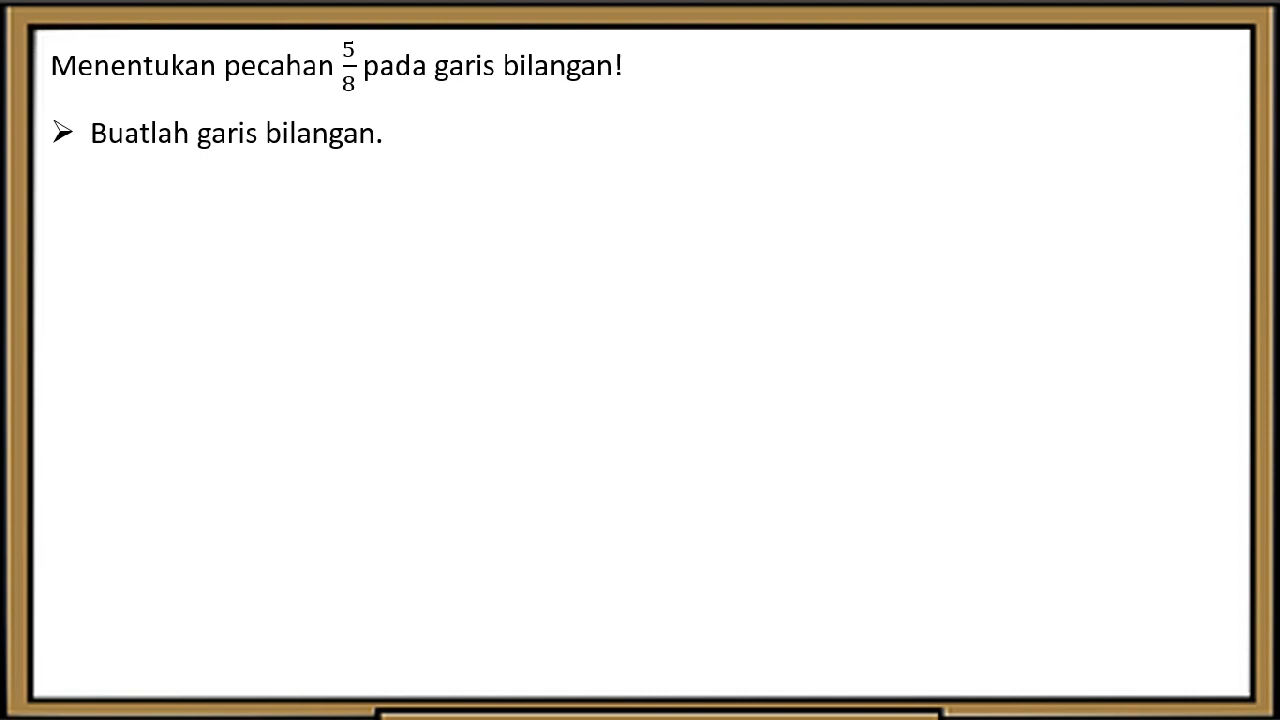 Menentukan pecahan 5/8 pada garis bilangan!
➢ Buatlah garis bilangan.